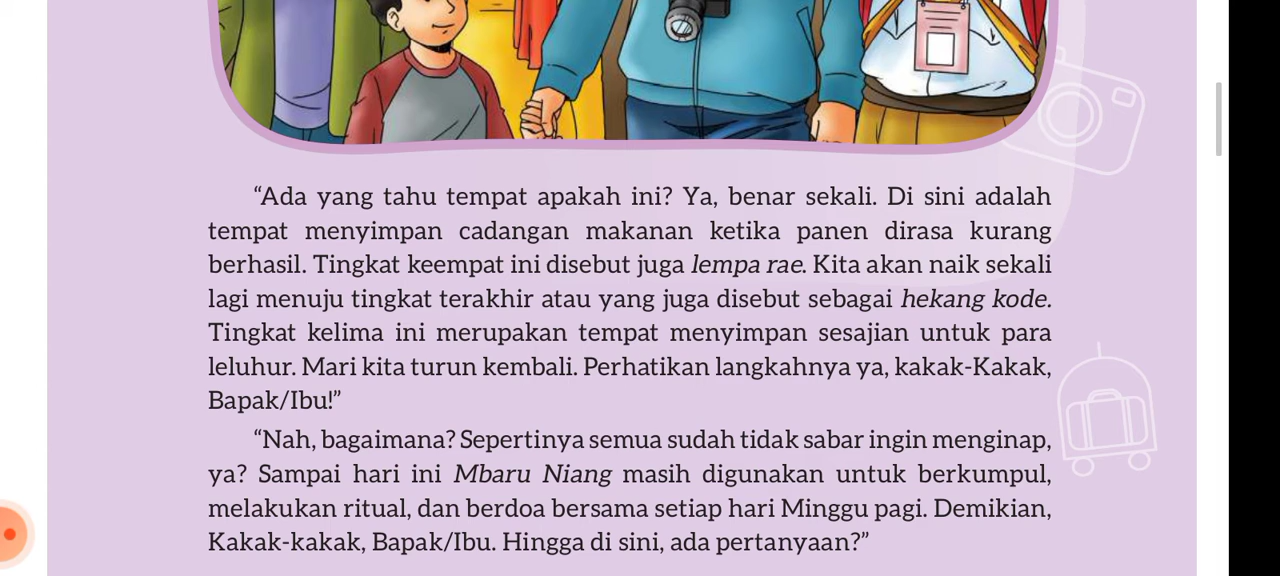 “Ada yang tahu tempat apakah ini? Ya, benar sekali. Di sini adalah
tempat menyimpan cadangan makanan ketika panen dirasa kurang
berhasil. Tingkat keempat ini disebut juga lempa rae. Kita akan naik sekali
lagi menuju tingkat terakhir atau yang juga disebut sebagai hekang kode.
Tingkat kelima ini merupakan tempat menyimpan sesajian untuk para
leluhur. Mari kita turun kembali. Perhatikan langkahnya ya, kakak-Kakak,
Bapak/Ibu!”
“Nah, bagaimana? Sepertinya semua sudah tidak sabar ingin menginap,
ya? Sampai hari ini Mbaru Niang masih digunakan untuk berkumpul,
melakukan ritual, dan berdoa bersama setiap hari Minggu pagi. Demikian,
Kakak-kakak, Bapak/Ibu. Hingga di sini, ada pertanyaan?”